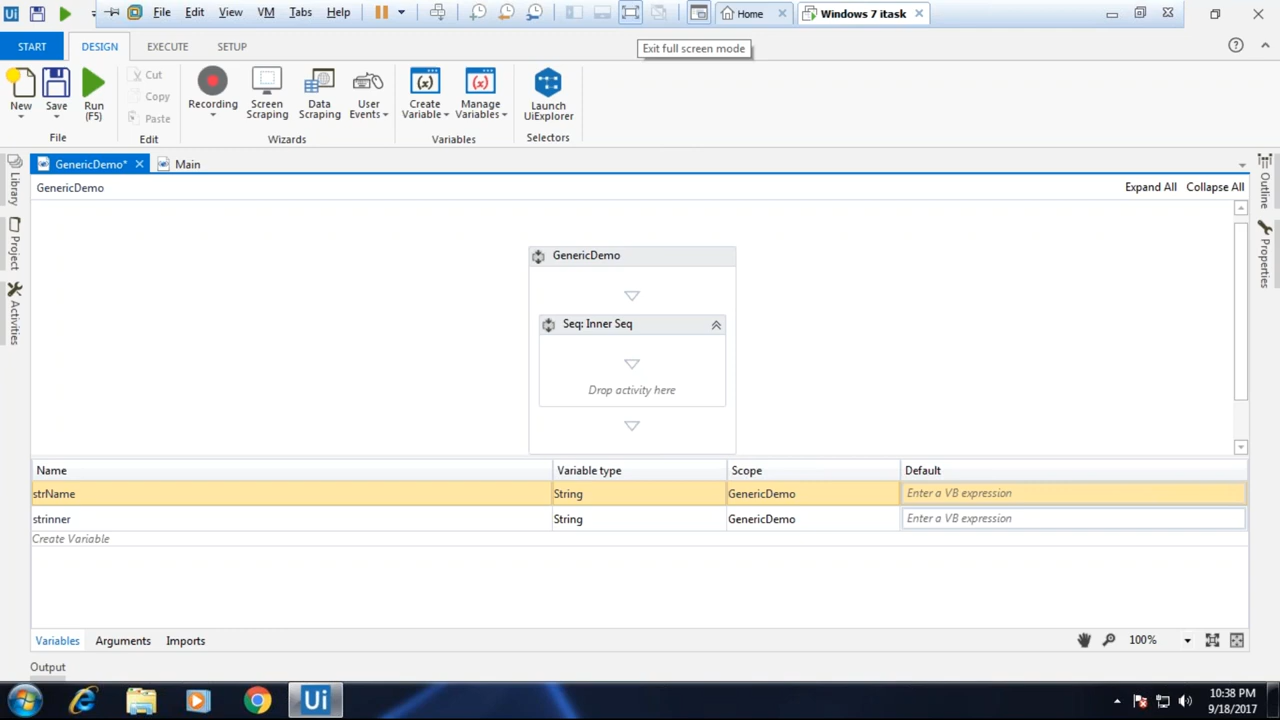 Ui File Edit View VM Tabs Help Home Windows 7 itask
START DESIGN EXECUTE SETUP
Exit full screen mode
New Save Run (F5)
File
Cut
Copy
Paste
Edit
Recording Screen Scraping Data Scraping User Events
Wizards
Create Variable Manage Variables
Variables
Launch UiExplorer
Selectors
GenericDemo* Main
GenericDemo Expand All Collapse All
Library
Project
Activities
Outline
Properties
GenericDemo
Seq: Inner Seq
Drop activity here
Name Variable type Scope Default
strName String GenericDemo Enter a VB expression
strinner String GenericDemo Enter a VB expression
Create Variable
Variables Arguments Imports 100%
Output
Ui
10:38 PM
9/18/2017